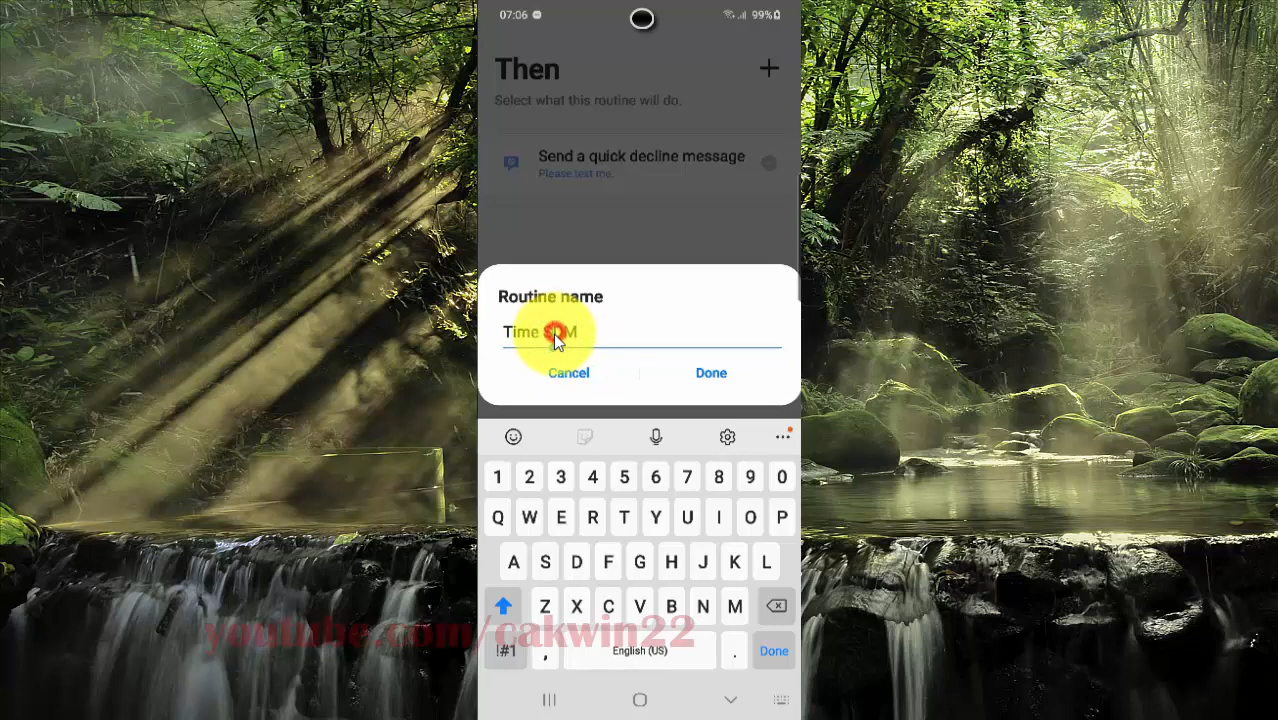 07:06 99%
Then +
Select what this routine will do.
Send a quick decline message
Please text me.
Routine name
Time
Cancel
Done
1 2 3 4 5 6 7 8 9 0
Q W E R T Y U I O P
A S D F G H J K L
Z X C V B N M
!#1 , English (US) . Done
youtube.com/cakwin22